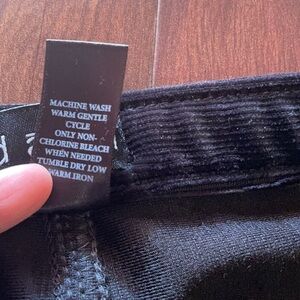 MACHINE WASH
WARM GENTLE
CYCLE
ONLY NON-
CHLORINE BLEACH
WHEN NEEDED
TUMBLE DRY LOW
WARM IRON